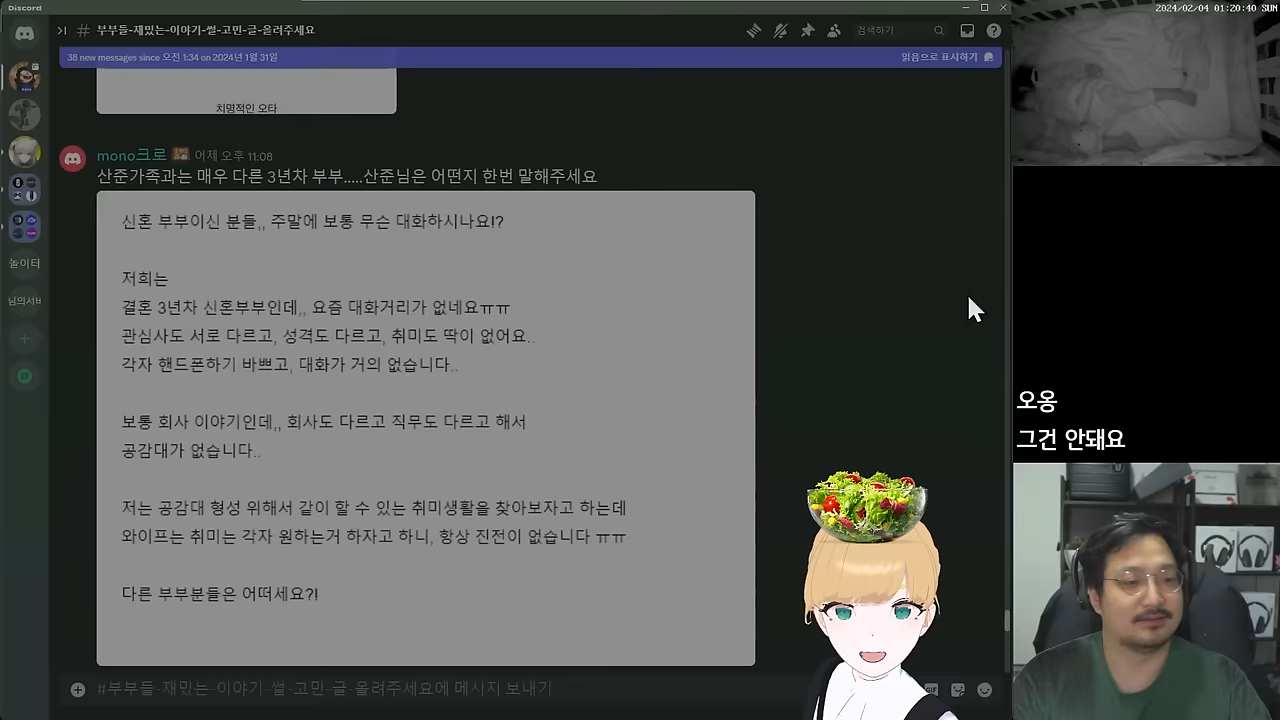 Discord
2024/02/04 01:20:40 SUN
# 부부들-재밌는-이야기-썰-고민-글-올려주세요
검색하기
38 new messages since 오전 1:34 on 2024년 1월 31일
읽음으로 표시하기
치명적인 오타
mono크로 어제 오후 11:08
산준가족과는 매우 다른 3년차 부부.....산준님은 어떤지 한번 말해주세요
신혼 부부이신 분들,, 주말에 보통 무슨 대화하시나요!?
저희는
결혼 3년차 신혼부부인데,, 요즘 대화거리가 없네요ㅠㅠ
관심사도 서로 다르고, 성격도 다르고, 취미도 딱이 없어요..
각자 핸드폰하기 바쁘고, 대화가 거의 없습니다..
보통 회사 이야기인데,, 회사도 다르고 직무도 다르고 해서
공감대가 없습니다..
저는 공감대 형성 위해서 같이 할 수 있는 취미생활을 찾아보자고 하는데
와이프는 취미는 각자 원하는거 하자고 하니, 항상 진전이 없습니다 ㅠㅠ
다른 부부분들은 어떠세요?!
#부부들-재밌는-이야기-썰-고민-글-올려주세요에 메시지 보내기
GIF
놀이터
님의서버
오옹
그건 안돼요